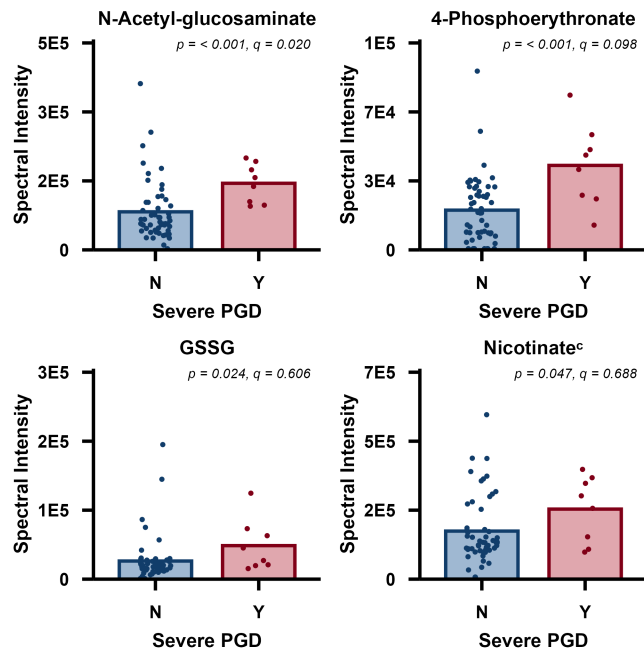 N-Acetyl-glucosaminate
p = < 0.001, q = 0.020
Spectral Intensity
5E5
3E5
2E5
0
N
Y
Severe PGD
4-Phosphoerythronate
p = < 0.001, q = 0.098
Spectral Intensity
1E5
7E4
3E4
0
N
Y
Severe PGD
GSSG
p = 0.024, q = 0.606
Spectral Intensity
3E5
2E5
1E5
0
N
Y
Severe PGD
Nicotinateᶜ
p = 0.047, q = 0.688
Spectral Intensity
7E5
5E5
2E5
0
N
Y
Severe PGD